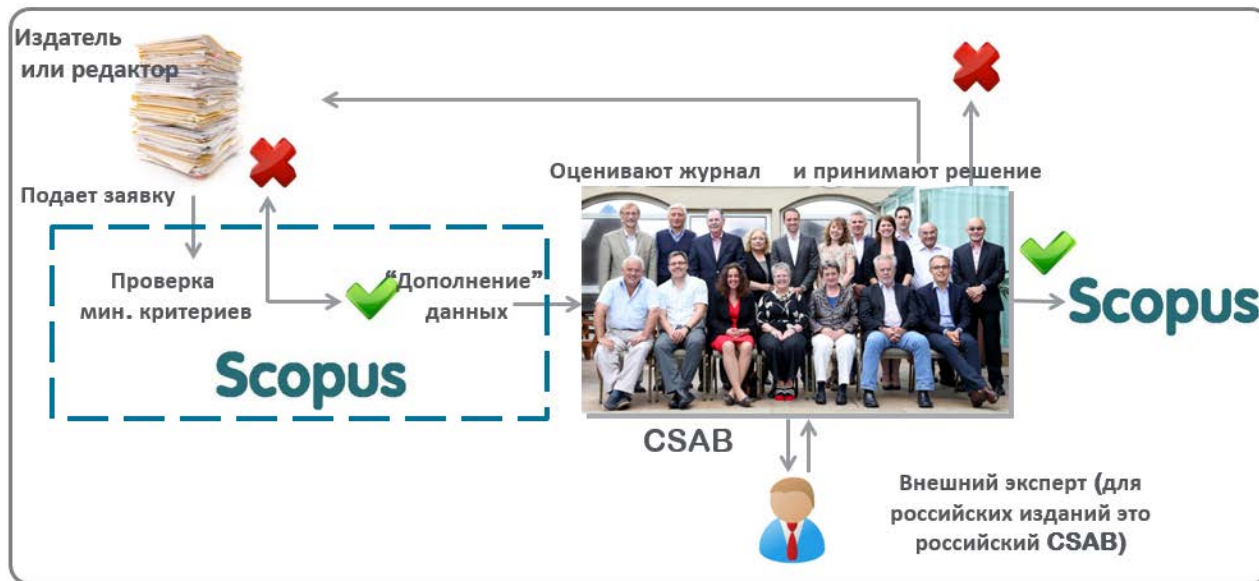 Издатель
или редактор
Подает заявку
Проверка
мин. критериев
“Дополнение”
данных
Scopus
Оценивают журнал и принимают решение
CSAB
Scopus
Внешний эксперт (для
российских изданий это
российский CSAB)